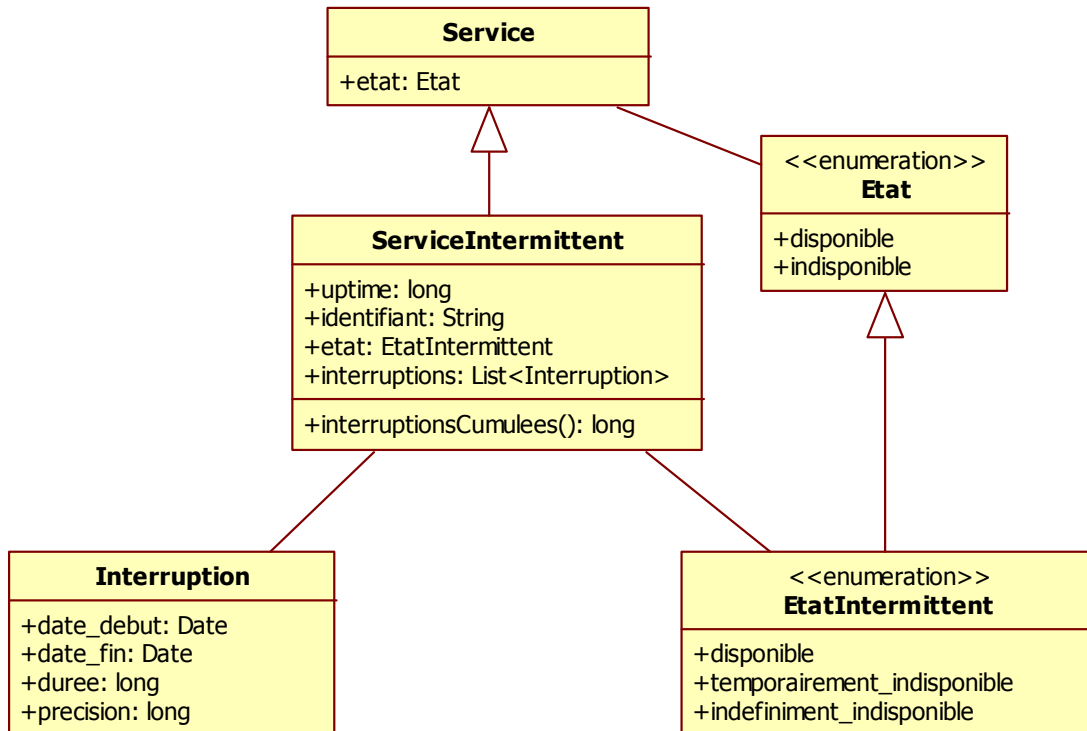 Service
+etat: Etat
<<enumeration>>
Etat
+disponible
+indisponible
ServiceIntermittent
+uptime: long
+identifiant: String
+etat: EtatIntermittent
+interruptions: List<Interruption>
+interruptionsCumulees(): long
Interruption
+date_debut: Date
+date_fin: Date
+duree: long
+precision: long
<<enumeration>>
EtatIntermittent
+disponible
+temporairement_indisponible
+indefiniment_indisponible